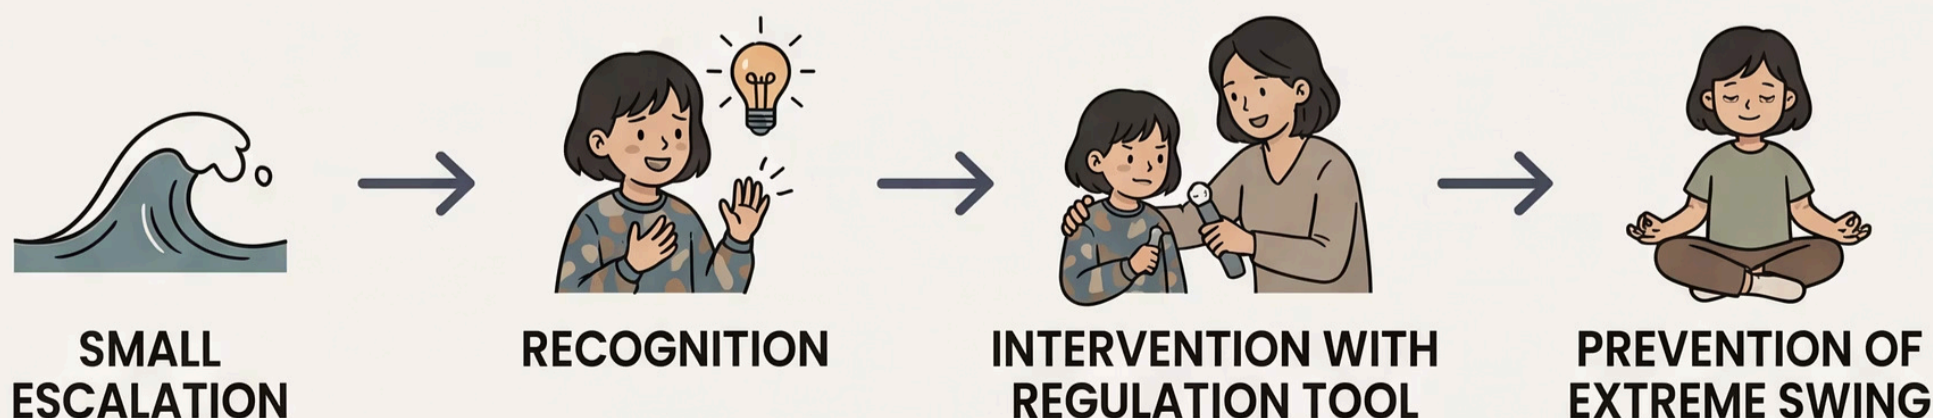 SMALL
ESCALATION
RECOGNITION
INTERVENTION WITH
REGULATION TOOL
PREVENTION OF
EXTREME SWING